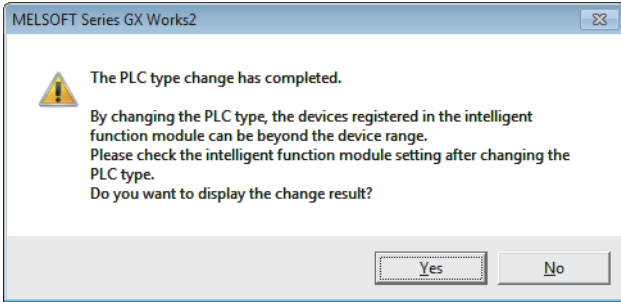 MELSOFT Series GX Works2
The PLC type change has completed.
By changing the PLC type, the devices registered in the intelligent
function module can be beyond the device range.
Please check the intelligent function module setting after changing the
PLC type.
Do you want to display the change result?
Yes
No